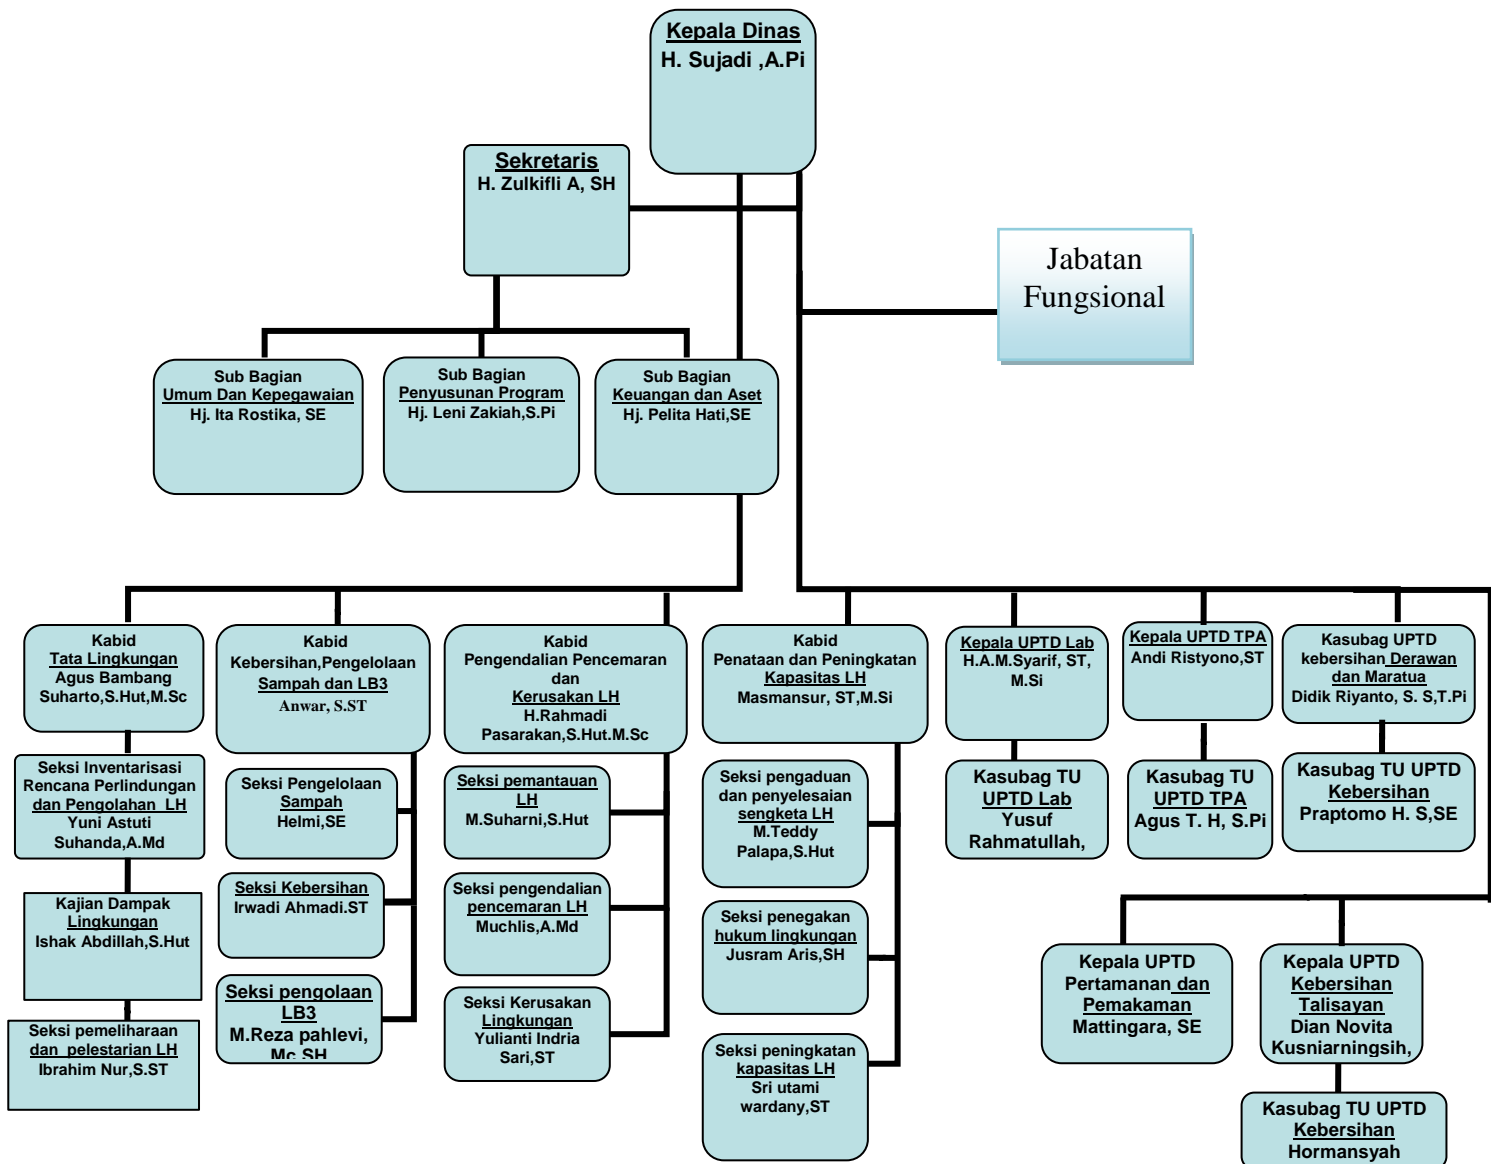 Kepala Dinas
H. Sujadi ,A.Pi
Sekretaris
H. Zulkifli A, SH
Jabatan
Fungsional
Sub Bagian
Umum Dan Kepegawaian
Hj. Ita Rostika, SE
Sub Bagian
Penyusunan Program
Hj. Leni Zakiah,S.Pi
Sub Bagian
Keuangan dan Aset
Hj. Pelita Hati,SE
Kabid
Tata Lingkungan
Agus Bambang
Suharto,S.Hut,M.Sc
Kabid
Kebersihan,Pengelolaan
Sampah dan LB3
Anwar, S.ST
Kabid
Pengendalian Pencemaran
dan
Kerusakan LH
H.Rahmadi
Pasarakan,S.Hut.M.Sc
Kabid
Penataan dan Peningkatan
Kapasitas LH
Masmansur, ST,M.Si
Kepala UPTD Lab
H.A.M.Syarif, ST,
M.Si
Kepala UPTD TPA
Andi Ristyono,ST
Kasubag UPTD
kebersihan Derawan
dan Maratua
Didik Riyanto, S. S,T.Pi
Seksi Inventarisasi
Rencana Perlindungan
dan Pengolahan LH
Yuni Astuti
Suhanda,A.Md
Seksi Pengelolaan
Sampah
Helmi,SE
Seksi pemantauan
LH
M.Suharni,S.Hut
Seksi pengaduan
dan penyelesaian
sengketa LH
M.Teddy
Palapa,S.Hut
Kasubag TU
UPTD Lab
Yusuf
Rahmatullah,
Kasubag TU
UPTD TPA
Agus T. H, S.Pi
Kasubag TU UPTD
Kebersihan
Praptomo H. S,SE
Kajian Dampak
Lingkungan
Ishak Abdillah,S.Hut
Seksi Kebersihan
Irwadi Ahmadi.ST
Seksi pengendalian
pencemaran LH
Muchlis,A.Md
Seksi penegakan
hukum lingkungan
Jusram Aris,SH
Kepala UPTD
Pertamanan dan
Pemakaman
Mattingara, SE
Kepala UPTD
Kebersihan
Talisayan
Dian Novita
Kusniarningsih,
Seksi pemeliharaan
dan pelestarian LH
Ibrahim Nur,S.ST
Seksi pengolaan
LB3
M.Reza pahlevi,
Mc.SH
Seksi Kerusakan
Lingkungan
Yulianti Indria
Sari,ST
Seksi peningkatan
kapasitas LH
Sri utami
wardany,ST
Kasubag TU UPTD
Kebersihan
Hormansyah